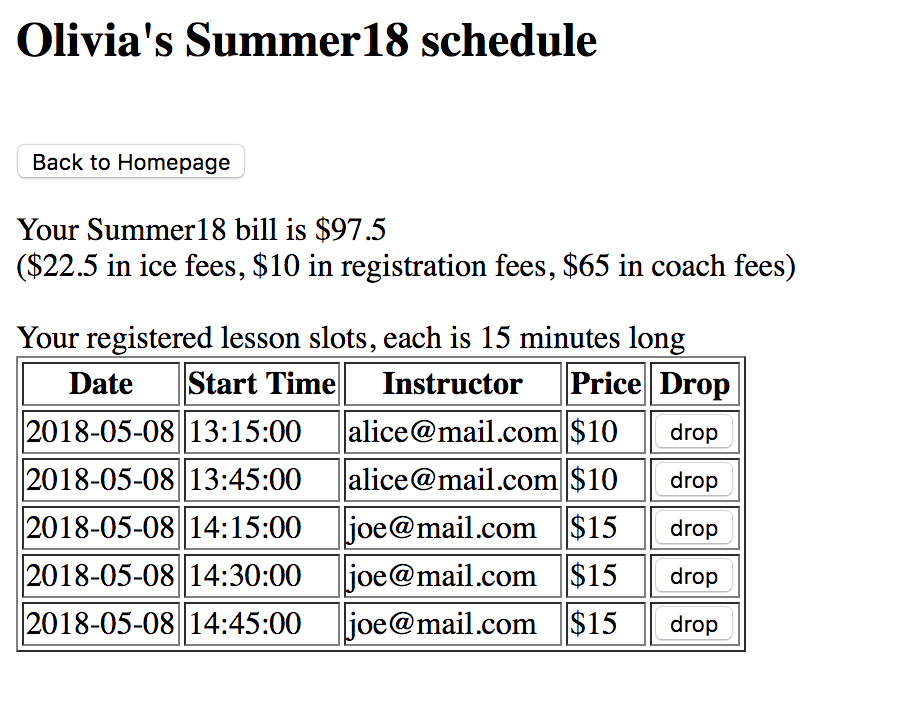 Olivia's Summer18 schedule
Back to Homepage
Your Summer18 bill is $97.5
($22.5 in ice fees, $10 in registration fees, $65 in coach fees)
Your registered lesson slots, each is 15 minutes long
Date Start Time Instructor Price Drop
2018-05-08 13:15:00 alice@mail.com $10 drop
2018-05-08 13:45:00 alice@mail.com $10 drop
2018-05-08 14:15:00 joe@mail.com $15 drop
2018-05-08 14:30:00 joe@mail.com $15 drop
2018-05-08 14:45:00 joe@mail.com $15 drop